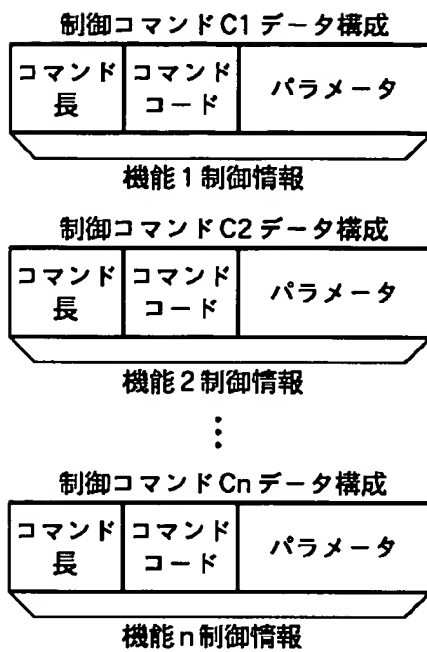 制御コマンドC1データ構成
コマンド長
コマンドコード
パラメータ
機能1制御情報
制御コマンドC2データ構成
コマンド長
コマンドコード
パラメータ
機能2制御情報
⋮
制御コマンドCnデータ構成
コマンド長
コマンドコード
パラメータ
機能n制御情報